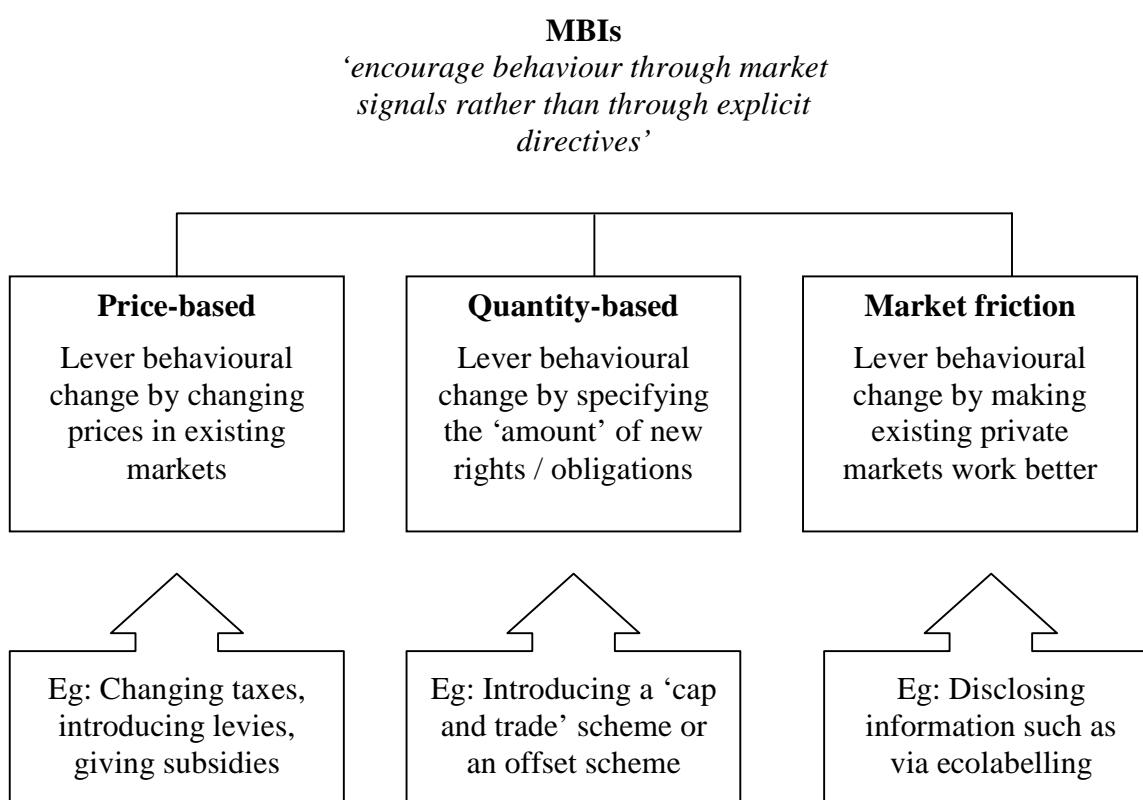 MBIs
‘encourage behaviour through market
signals rather than through explicit
directives’
Price-based
Lever behavioural
change by changing
prices in existing
markets
Quantity-based
Lever behavioural
change by specifying
the ‘amount’ of new
rights / obligations
Market friction
Lever behavioural
change by making
existing private
markets work better
Eg: Changing taxes,
introducing levies,
giving subsidies
Eg: Introducing a ‘cap
and trade’ scheme or
an offset scheme
Eg: Disclosing
information such as
via ecolabelling